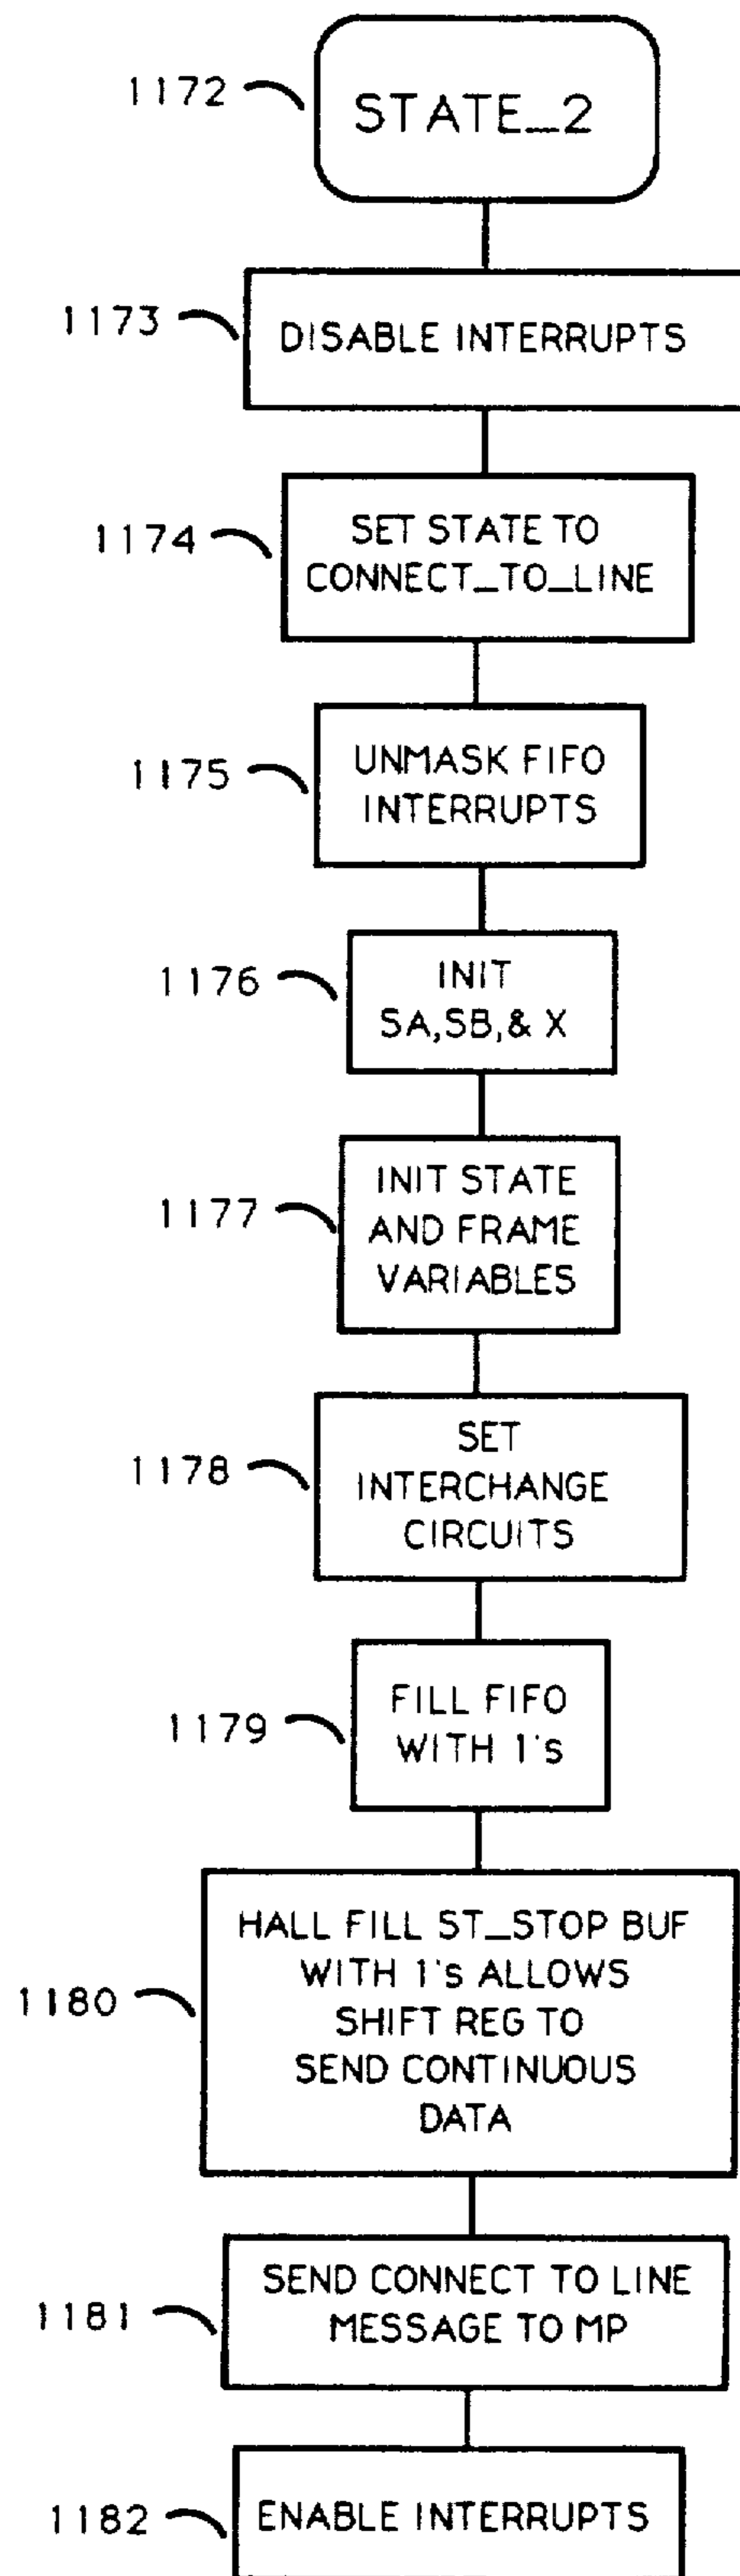 1172
STATE_2
1173
DISABLE INTERRUPTS
1174
SET STATE TO
CONNECT_TO_LINE
1175
UNMASK FIFO
INTERRUPTS
1176
INIT
SA,SB,& X
1177
INIT STATE
AND FRAME
VARIABLES
1178
SET
INTERCHANGE
CIRCUITS
1179
FILL FIFO
WITH 1's
1180
HALL FILL ST_STOP BUF
WITH 1's ALLOWS
SHIFT REG TO
SEND CONTINUOUS
DATA
1181
SEND CONNECT TO LINE
MESSAGE TO MP
1182
ENABLE INTERRUPTS